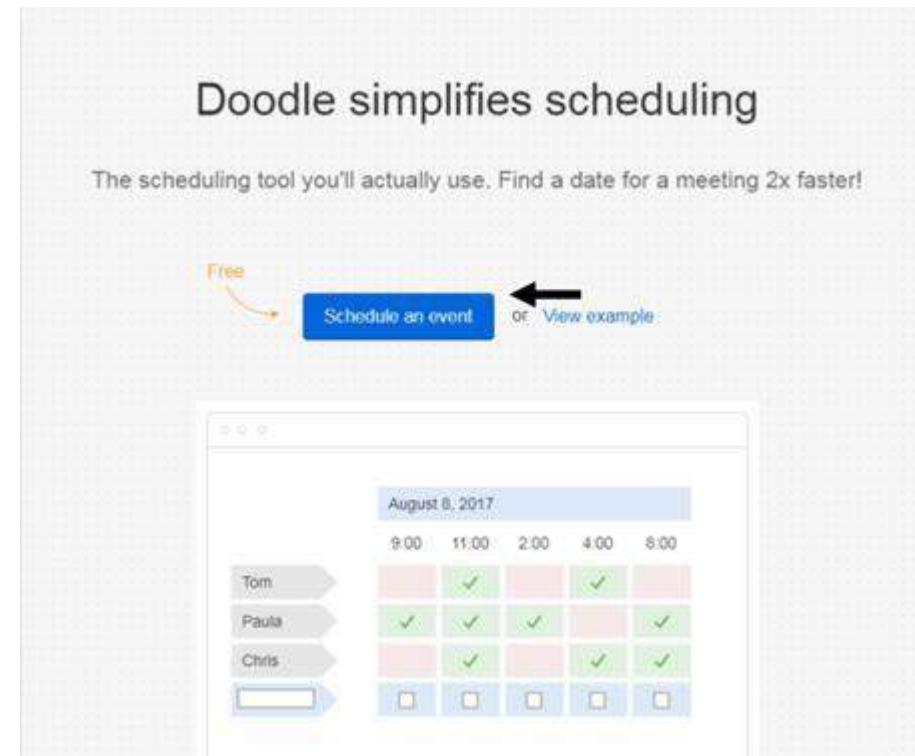 Doodle simplifies scheduling
The scheduling tool you'll actually use. Find a date for a meeting 2x faster!
Free
Schedule an event or View example
August 8, 2017
9:00 11:00 2:00 4:00 8:00
Tom
Paula
Chris